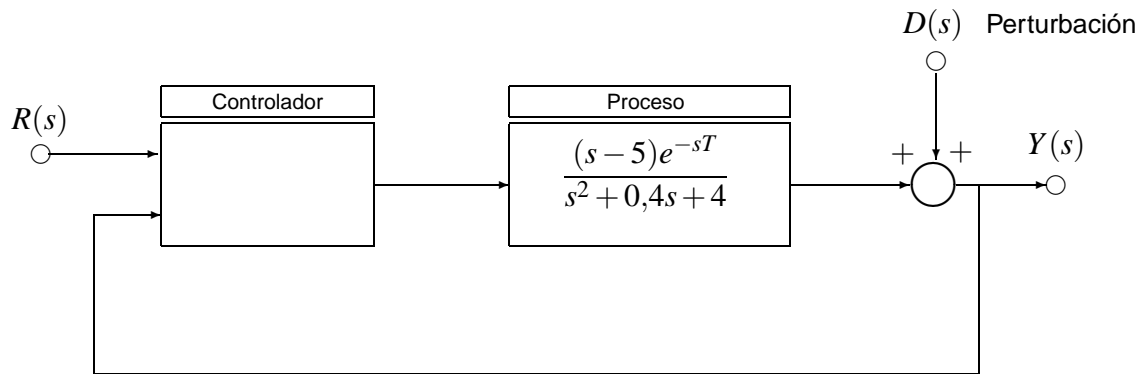 D(s) Perturbación
Controlador
Proceso
R(s)
(s − 5)e^{−sT}
s² + 0,4s + 4
+ +
Y(s)